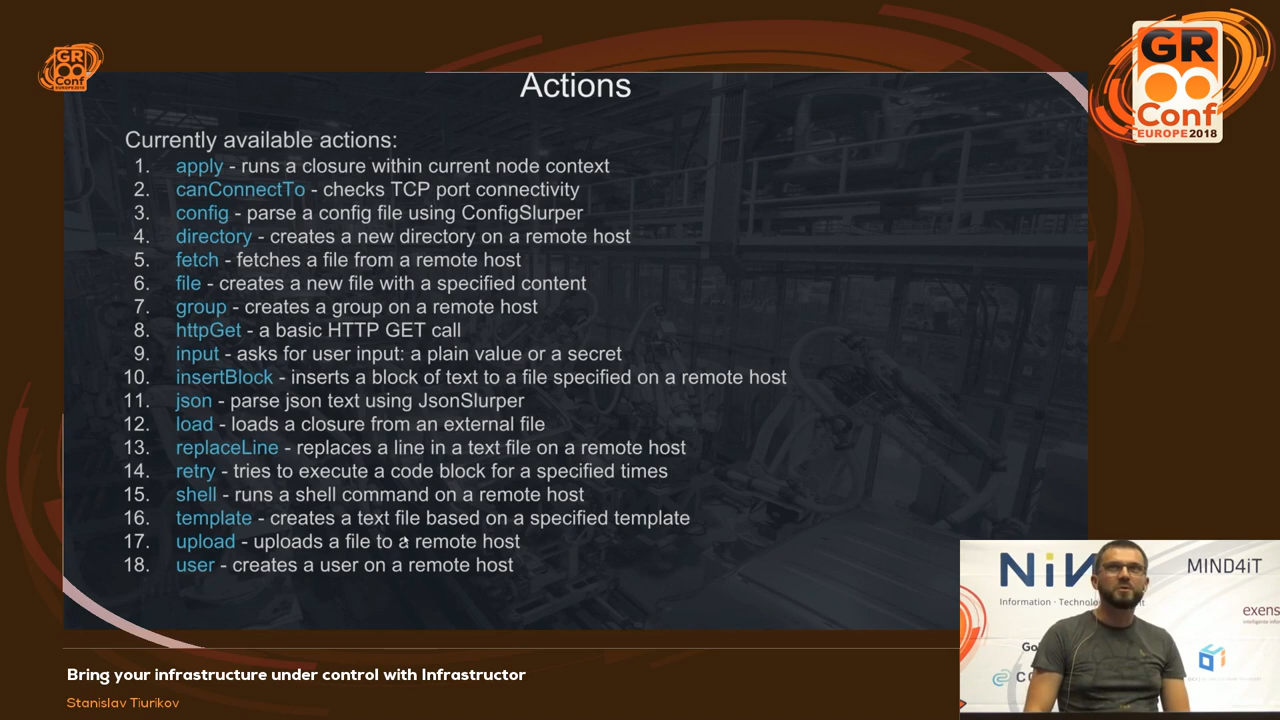 Actions
GR
Conf
EUROPE2018
GR
Conf
EUROPE2018
Currently available actions:
1. apply - runs a closure within current node context
2. canConnectTo - checks TCP port connectivity
3. config - parse a config file using ConfigSlurper
4. directory - creates a new directory on a remote host
5. fetch - fetches a file from a remote host
6. file - creates a new file with a specified content
7. group - creates a group on a remote host
8. httpGet - a basic HTTP GET call
9. input - asks for user input: a plain value or a secret
10. insertBlock - inserts a block of text to a file specified on a remote host
11. json - parse json text using JsonSlurper
12. load - loads a closure from an external file
13. replaceLine - replaces a line in a text file on a remote host
14. retry - tries to execute a code block for a specified times
15. shell - runs a shell command on a remote host
16. template - creates a text file based on a specified template
17. upload - uploads a file to a remote host
18. user - creates a user on a remote host
MIND4iT
Information
exens
Bring your infrastructure under control with Infrastructor
Stanislav Tiurikov